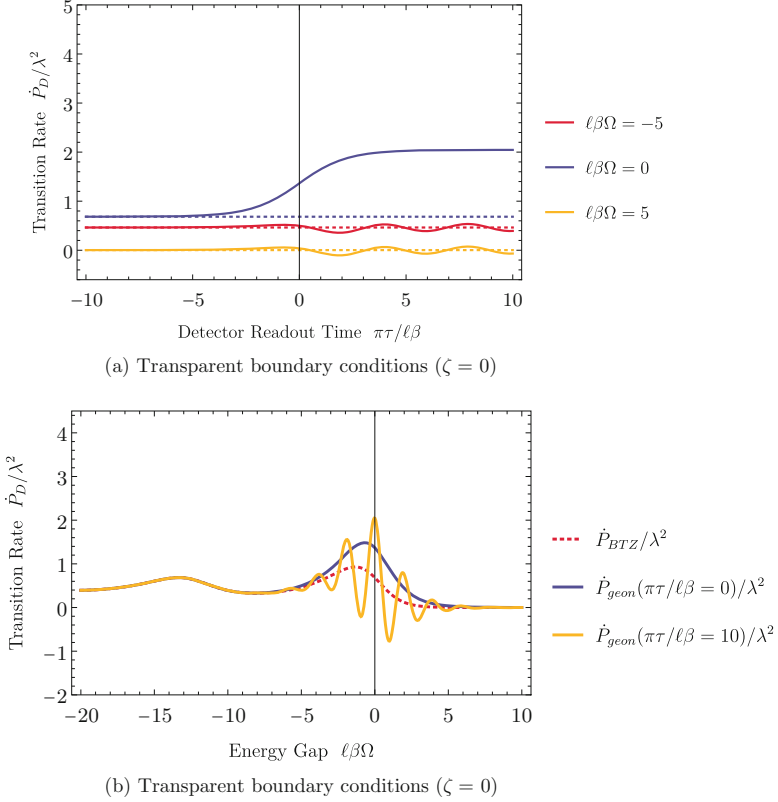 5
4
3
2
1
0
Transition Rate Ṗ_D/λ²
−10
−5
0
5
10
Detector Readout Time πτ/ℓβ
ℓβΩ = −5
ℓβΩ = 0
ℓβΩ = 5
(a) Transparent boundary conditions (ζ = 0)
4
3
2
1
0
−1
−2
Transition Rate Ṗ_D/λ²
−20
−15
−10
−5
0
5
10
Energy Gap ℓβΩ
Ṗ_BTZ/λ²
Ṗ_geon(πτ/ℓβ = 0)/λ²
Ṗ_geon(πτ/ℓβ = 10)/λ²
(b) Transparent boundary conditions (ζ = 0)